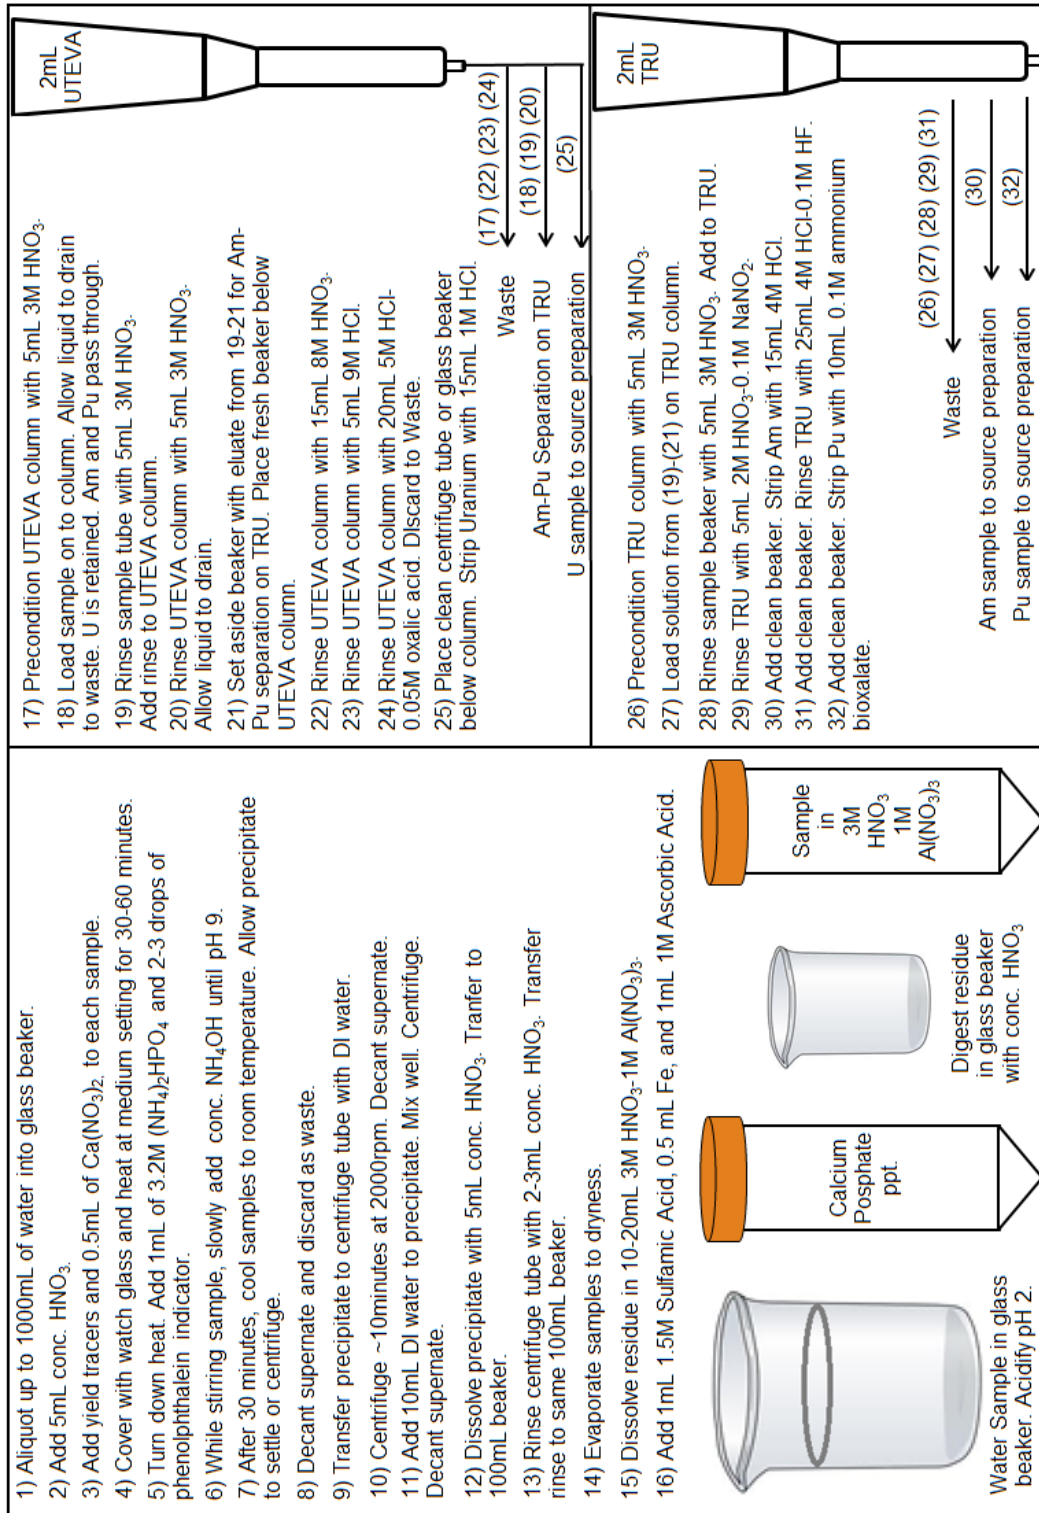 1) Aliquot up to 1000mL of water into glass beaker.
2) Add 5mL conc. HNO3.
3) Add yield tracers and 0.5mL of Ca(NO3)2, to each sample.
4) Cover with watch glass and heat at medium setting for 30-60 minutes.
5) Turn down heat. Add 1mL of 3.2M (NH4)2HPO4 and 2-3 drops of
phenolphthalein indicator.
6) While stirring sample, slowly add conc. NH4OH until pH 9.
7) After 30 minutes, cool samples to room temperature. Allow precipitate
to settle or centrifuge.
8) Decant supernate and discard as waste.
9) Transfer precipitate to centrifuge tube with DI water.
10) Centrifuge ~10minutes at 2000rpm. Decant supernate.
11) Add 10mL DI water to precipitate. Mix well. Centrifuge.
Decant supernate.
12) Dissolve precipitate with 5mL conc. HNO3. Tranfer to
100mL beaker.
13) Rinse centrifuge tube with 2-3mL conc. HNO3. Transfer
rinse to same 100mL beaker.
14) Evaporate samples to dryness.
15) Dissolve residue in 10-20mL 3M HNO3-1M Al(NO3)3.
16) Add 1mL 1.5M Sulfamic Acid, 0.5 mL Fe, and 1mL 1M Ascorbic Acid.
Water Sample in glass
beaker. Acidify pH 2.
Calcium
Posphate
ppt.
Digest residue
in glass beaker
with conc. HNO3
Sample
in
3M
HNO3
1M
Al(NO3)3
17) Precondition UTEVA column with 5mL 3M HNO3.
18) Load sample on to column. Allow liquid to drain
to waste. U is retained. Am and Pu pass through.
19) Rinse sample tube with 5mL 3M HNO3.
Add rinse to UTEVA column.
20) Rinse UTEVA column with 5mL 3M HNO3.
Allow liquid to drain.
21) Set aside beaker with eluate from 19-21 for Am-
Pu separation on TRU. Place fresh beaker below
UTEVA column.
22) Rinse UTEVA column with 15mL 8M HNO3.
23) Rinse UTEVA column with 5mL 9M HCl.
24) Rinse UTEVA column with 20mL 5M HCl-
0.05M oxalic acid. DIscard to Waste.
25) Place clean centrifuge tube or glass beaker
below column. Strip Uranium with 15mL 1M HCl.
2mL
UTEVA
(17) (22) (23) (24)
Waste
(18) (19) (20)
Am-Pu Separation on TRU
(25)
U sample to source preparation
26) Precondition TRU column with 5mL 3M HNO3.
27) Load solution from (19)-(21) on TRU column.
28) Rinse sample beaker with 5mL 3M HNO3. Add to TRU.
29) Rinse TRU with 5mL 2M HNO3-0.1M NaNO2.
30) Add clean beaker. Strip Am with 15mL 4M HCl.
31) Add clean beaker. Rinse TRU with 25mL 4M HCl-0.1M HF.
32) Add clean beaker. Strip Pu with 10mL 0.1M ammonium
bioxalate.
2mL
TRU
(26) (27) (28) (29) (31)
Waste
(30)
Am sample to source preparation
(32)
Pu sample to source preparation